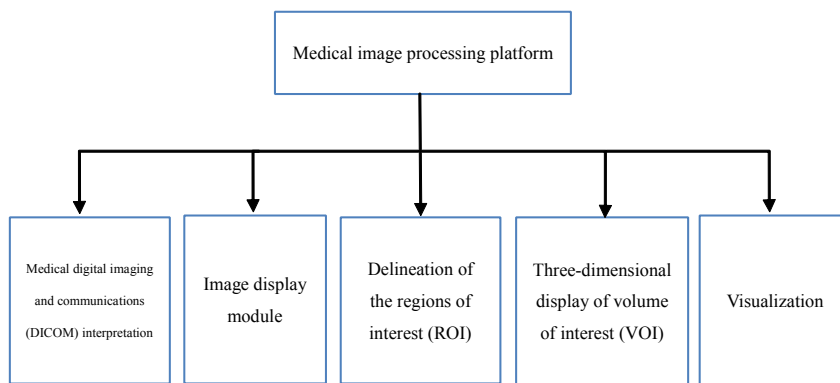 Medical image processing platform
Medical digital imaging
and communications
(DICOM) interpretation
Image display
module
Delineation of
the regions of
interest (ROI)
Three-dimensional
display of volume
of interest (VOI)
Visualization